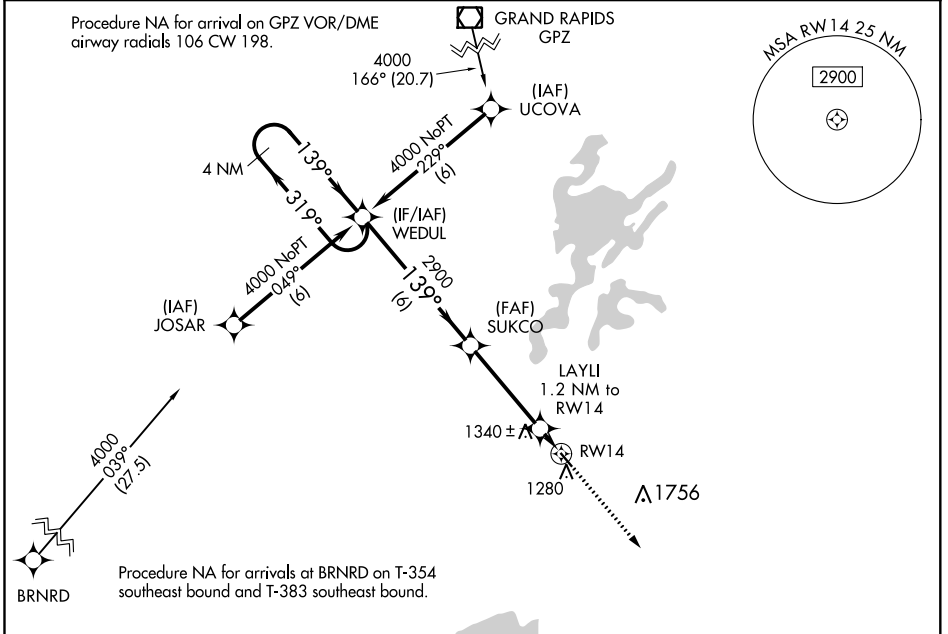 Procedure NA for arrival on GPZ VOR/DME
airway radials 106 CW 198.
GRAND RAPIDS
GPZ
4000
166° (20.7)
(IAF)
UCOVA
MSA RW14 25 NM
2900
4000 NoPT
229°
(6)
4 NM
139°
319°
(IF/IAF)
WEDUL
4000 NoPT
049°
(6)
(IAF)
JOSAR
2900
139°
(6)
(FAF)
SUKCO
LAYLI
1.2 NM to
RW14
1340 ±
RW14
1280
1756
4000
039°
(27.5)
BRNRD
Procedure NA for arrivals at BRNRD on T-354
southeast bound and T-383 southeast bound.